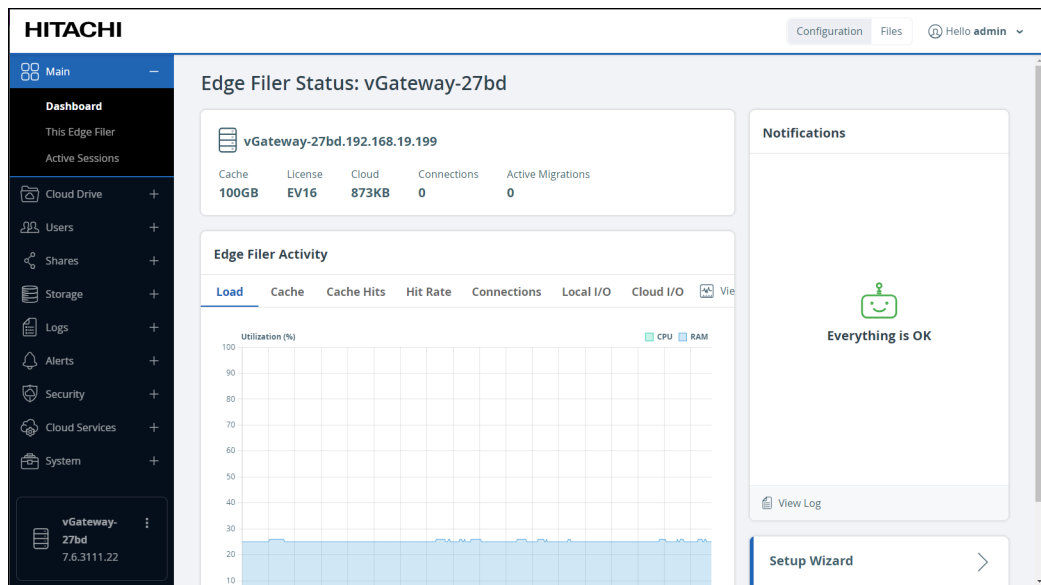 HITACHI
Configuration
Files
Hello admin
Main
Dashboard
This Edge Filer
Active Sessions
Cloud Drive
Users
Shares
Storage
Logs
Alerts
Security
Cloud Services
System
vGateway-
27bd
7.6.3111.22
Edge Filer Status: vGateway-27bd
vGateway-27bd.192.168.19.199
Cache License Cloud Connections Active Migrations
100GB EV16 873KB 0 0
Edge Filer Activity
Load Cache Cache Hits Hit Rate Connections Local I/O Cloud I/O Vie
Utilization (%)
CPU RAM
100
90
80
70
60
50
40
30
20
10
Notifications
Everything is OK
View Log
Setup Wizard